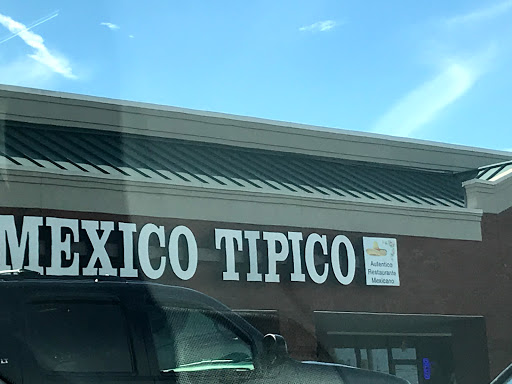 MEXICO TIPICO
Autentico
Restaurante
Mexicano